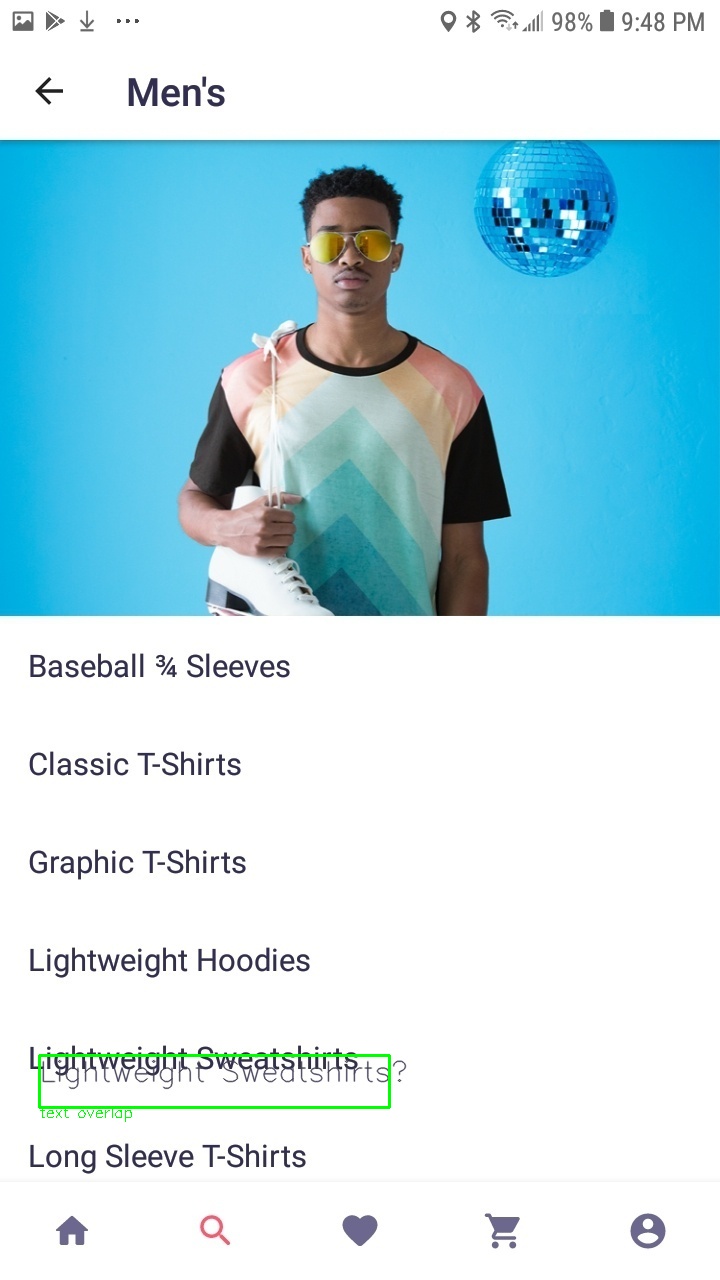 98% 9:48 PM
Men's
Baseball ¾ Sleeves
Classic T-Shirts
Graphic T-Shirts
Lightweight Hoodies
Lightweight Sweatshirts
Lightweight Sweatshirts?
text overlap
Long Sleeve T-Shirts